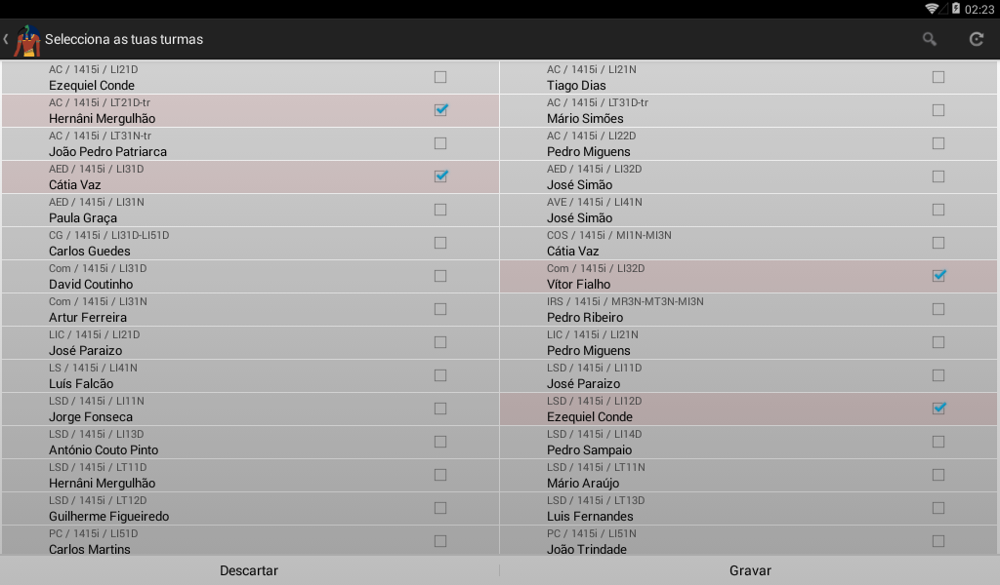 02:23
Selecciona as tuas turmas
AC / 1415i / LI21D
Ezequiel Conde
AC / 1415i / LI21N
Tiago Dias
AC / 1415i / LT21D-tr
Hernâni Mergulhão
AC / 1415i / LT31D-tr
Mário Simões
AC / 1415i / LT31N-tr
João Pedro Patriarca
AC / 1415i / LI22D
Pedro Miguens
AED / 1415i / LI31D
Cátia Vaz
AED / 1415i / LI32D
José Simão
AED / 1415i / LI31N
Paula Graça
AVE / 1415i / LI41N
José Simão
CG / 1415i / LI31D-LI51D
Carlos Guedes
COS / 1415i / MI1N-MI3N
Cátia Vaz
Com / 1415i / LI31D
David Coutinho
Com / 1415i / LI32D
Vítor Fialho
Com / 1415i / LI31N
Artur Ferreira
IRS / 1415i / MR3N-MT3N-MI3N
Pedro Ribeiro
LIC / 1415i / LI21D
José Paraizo
LIC / 1415i / LI21N
Pedro Miguens
LS / 1415i / LI41N
Luís Falcão
LSD / 1415i / LI11D
José Paraizo
LSD / 1415i / LI11N
Jorge Fonseca
LSD / 1415i / LI12D
Ezequiel Conde
LSD / 1415i / LI13D
António Couto Pinto
LSD / 1415i / LI14D
Pedro Sampaio
LSD / 1415i / LT11D
Hernâni Mergulhão
LSD / 1415i / LT11N
Mário Araújo
LSD / 1415i / LT12D
Guilherme Figueiredo
LSD / 1415i / LT13D
Luis Fernandes
PC / 1415i / LI51D
Carlos Martins
PC / 1415i / LI51N
João Trindade
Descartar
Gravar